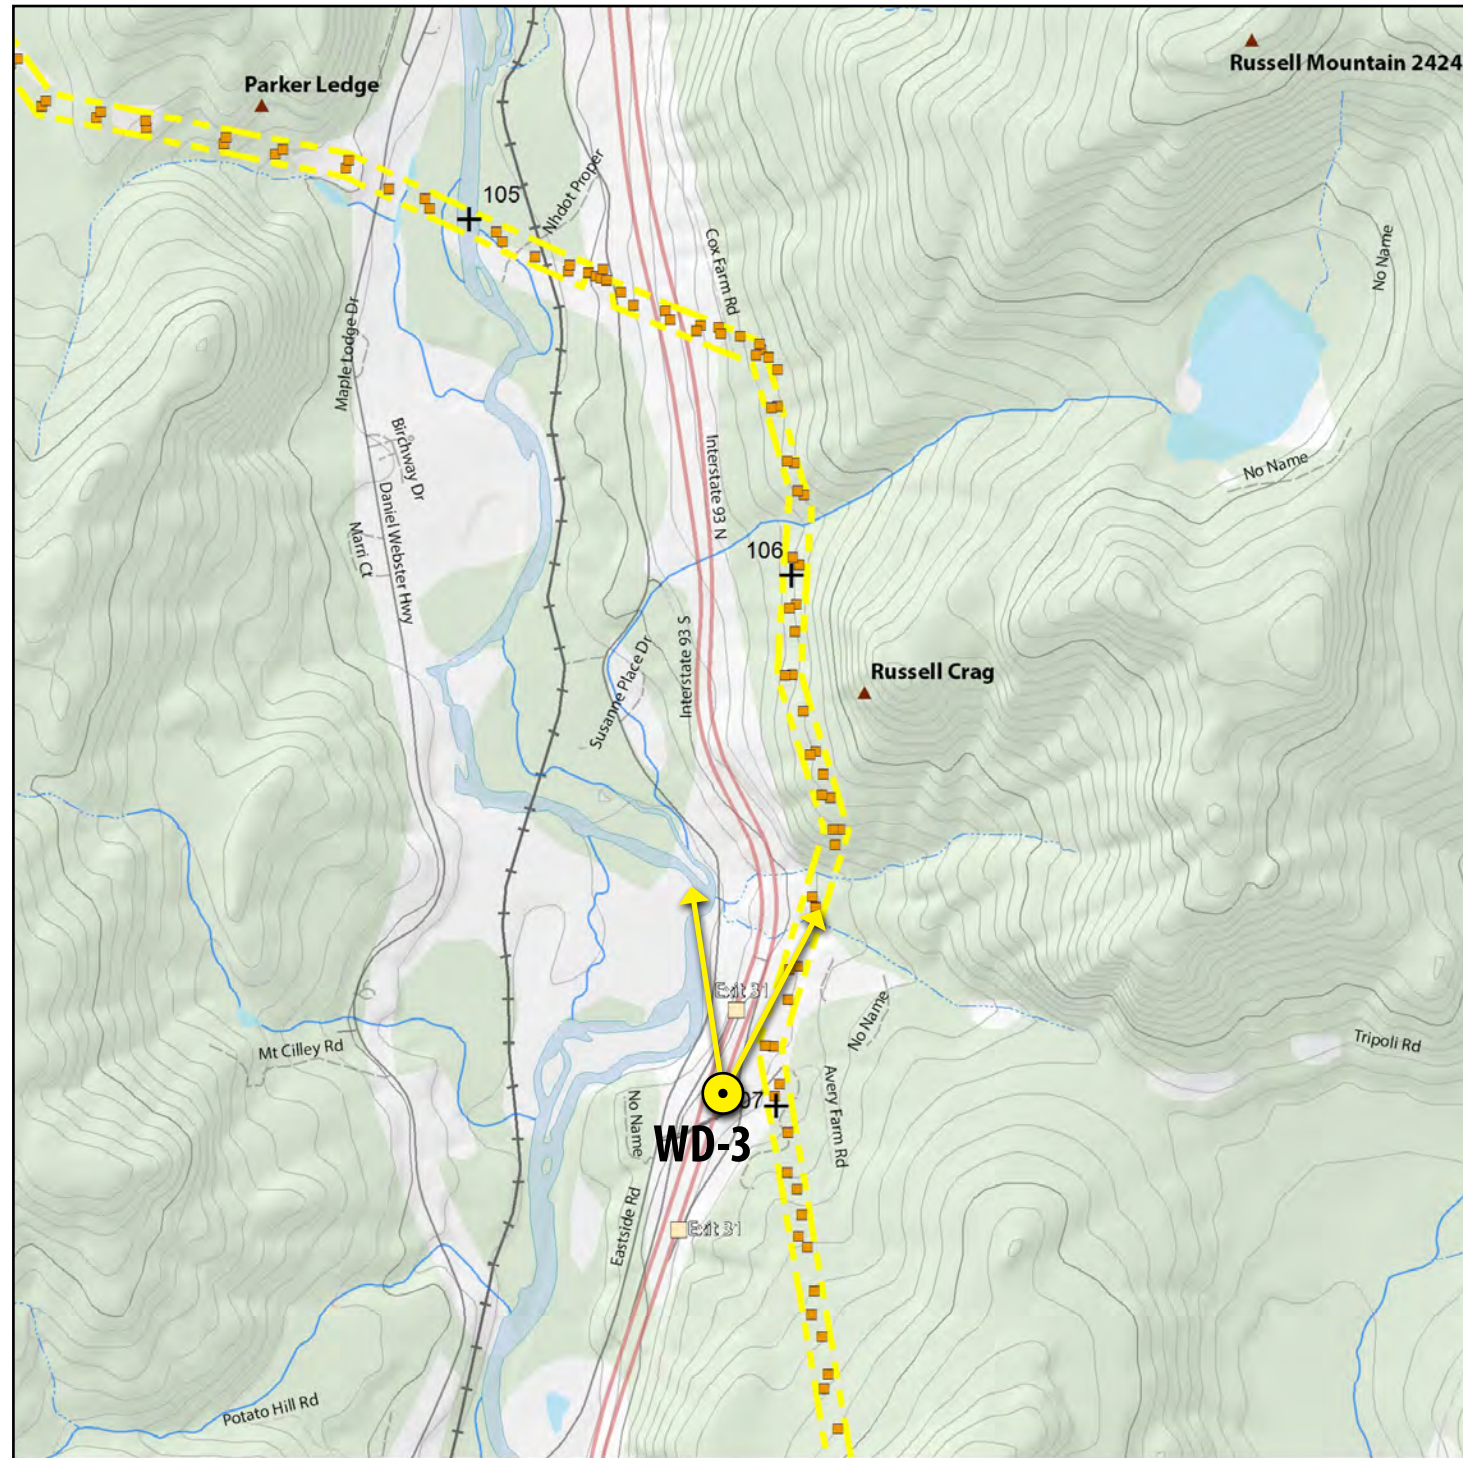 Russell Mountain 2424
Parker Ledge
Nhdot Proper
105
Cox Farm Rd
No Name
Maple Lodge Dr
Birchway Dr
Interstate 93 N
No Name
Daniel Webster Hwy
Marri Ct
106
Interstate 93 S
Susanne Place Dr
Russell Crag
Exit 31
No Name
Mt Cilley Rd
Tripoli Rd
Avery Farm Rd
No Name
07
WD-3
Eastside Rd
Exit 31
Potato Hill Rd